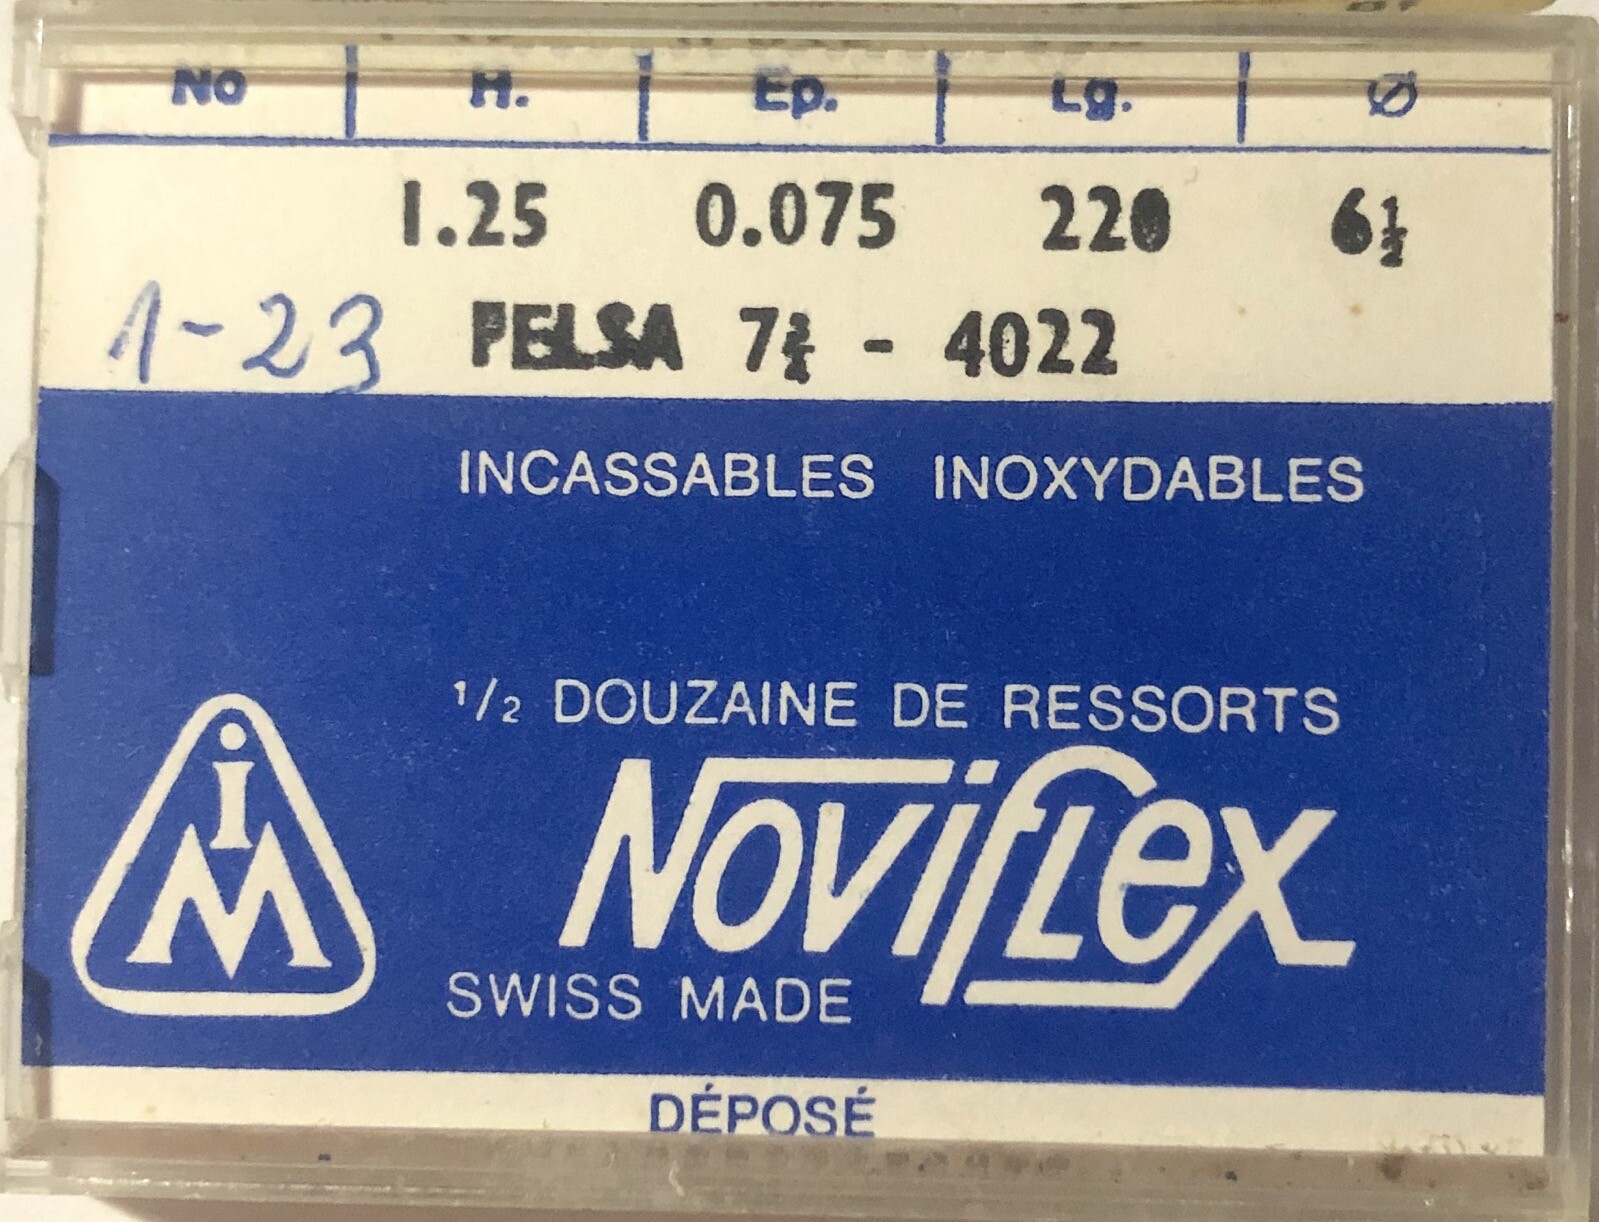 No H. Ep. Lg. Ø
1.25 0.075 220 6½
1-23 FELSA 7¾ - 4022
INCASSABLES INOXYDABLES
1/2 DOUZAINE DE RESSORTS
iM
Noviflex
SWISS MADE
DÉPOSÉ